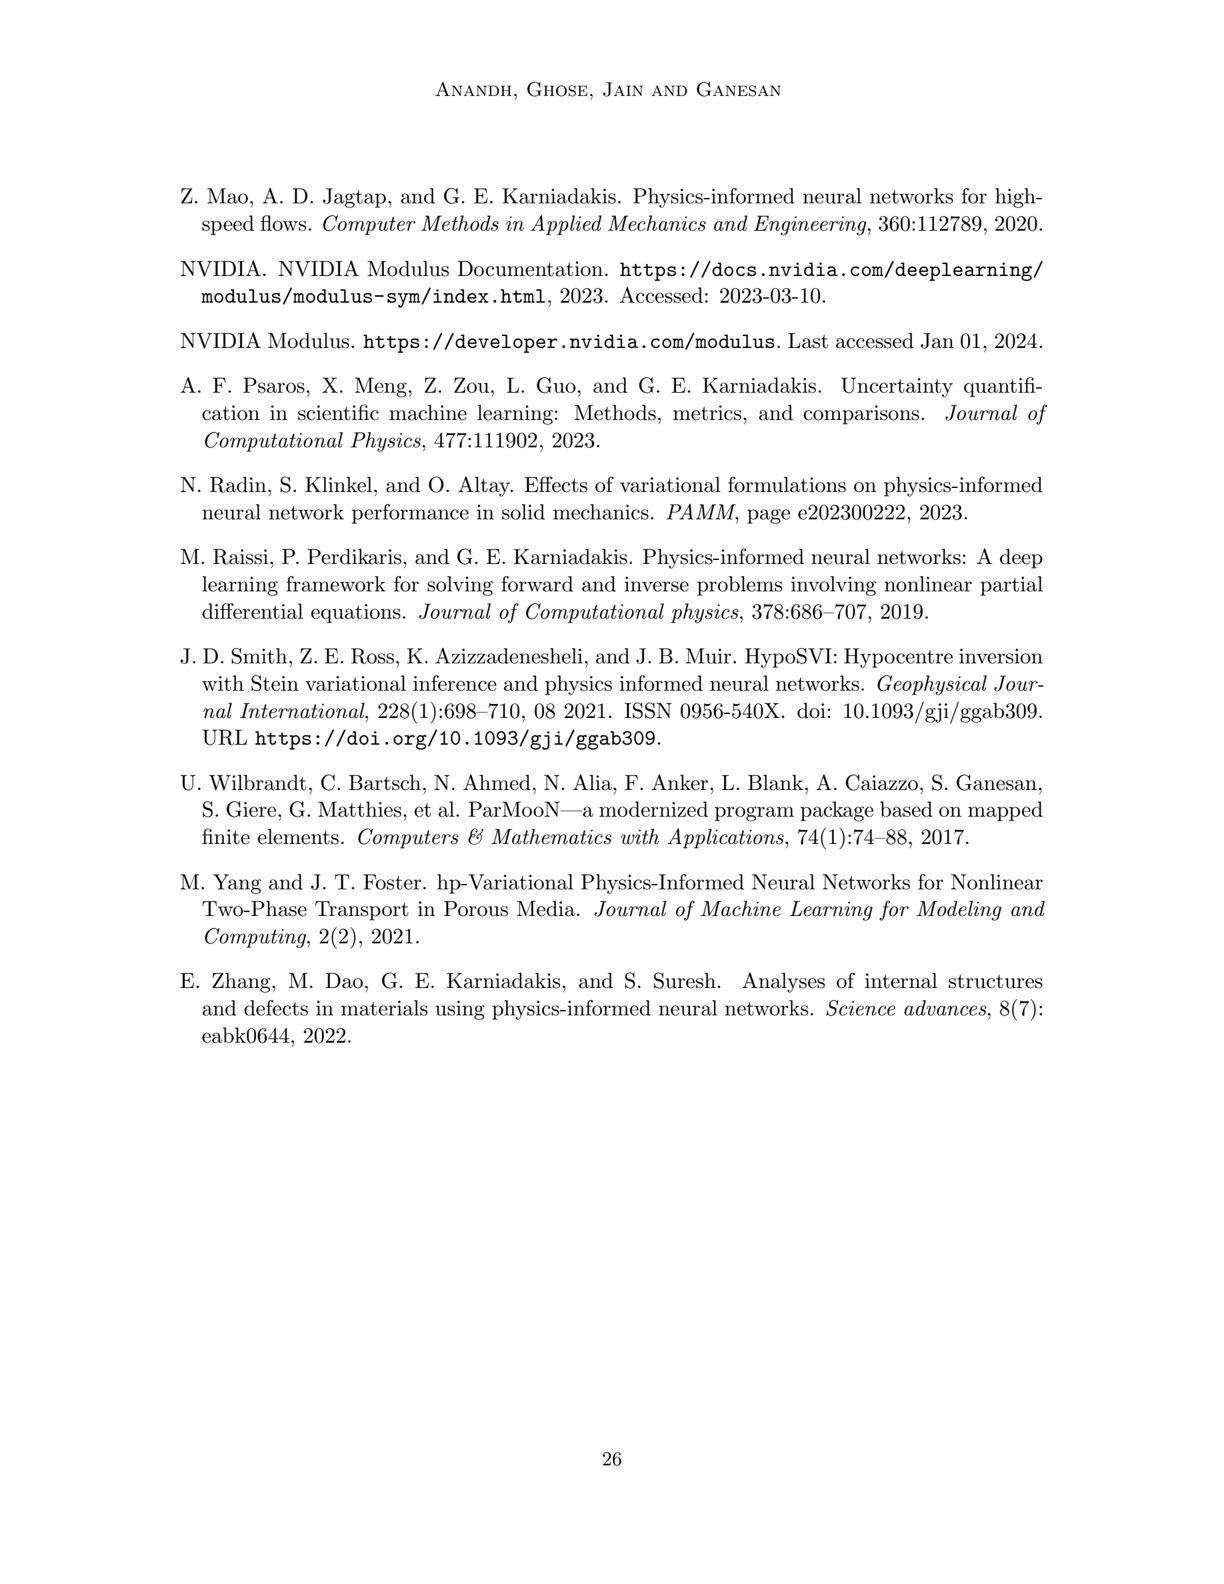 Anandh, Ghose, Jain and Ganesan
Z. Mao, A. D. Jagtap, and G. E. Karniadakis. Physics-informed neural networks for high-
speed flows. Computer Methods in Applied Mechanics and Engineering, 360:112789, 2020.
NVIDIA. NVIDIA Modulus Documentation. https://docs.nvidia.com/deeplearning/
modulus/modulus-sym/index.html, 2023. Accessed: 2023-03-10.
NVIDIA Modulus. https://developer.nvidia.com/modulus. Last accessed Jan 01, 2024.
A. F. Psaros, X. Meng, Z. Zou, L. Guo, and G. E. Karniadakis. Uncertainty quantifi-
cation in scientific machine learning: Methods, metrics, and comparisons. Journal of
Computational Physics, 477:111902, 2023.
N. Radin, S. Klinkel, and O. Altay. Effects of variational formulations on physics-informed
neural network performance in solid mechanics. PAMM, page e202300222, 2023.
M. Raissi, P. Perdikaris, and G. E. Karniadakis. Physics-informed neural networks: A deep
learning framework for solving forward and inverse problems involving nonlinear partial
differential equations. Journal of Computational physics, 378:686–707, 2019.
J. D. Smith, Z. E. Ross, K. Azizzadenesheli, and J. B. Muir. HypoSVI: Hypocentre inversion
with Stein variational inference and physics informed neural networks. Geophysical Jour-
nal International, 228(1):698–710, 08 2021. ISSN 0956-540X. doi: 10.1093/gji/ggab309.
URL https://doi.org/10.1093/gji/ggab309.
U. Wilbrandt, C. Bartsch, N. Ahmed, N. Alia, F. Anker, L. Blank, A. Caiazzo, S. Ganesan,
S. Giere, G. Matthies, et al. ParMooN—a modernized program package based on mapped
finite elements. Computers & Mathematics with Applications, 74(1):74–88, 2017.
M. Yang and J. T. Foster. hp-Variational Physics-Informed Neural Networks for Nonlinear
Two-Phase Transport in Porous Media. Journal of Machine Learning for Modeling and
Computing, 2(2), 2021.
E. Zhang, M. Dao, G. E. Karniadakis, and S. Suresh. Analyses of internal structures
and defects in materials using physics-informed neural networks. Science advances, 8(7):
eabk0644, 2022.
26